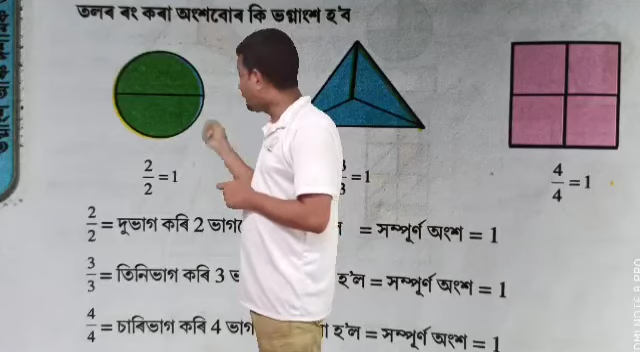 তলৰ ৰং কৰা অংশবোৰ কি ভগ্নাংশ হ'ব
2/2 = 1
3 = 1
4/4 = 1
2/2 = দুভাগ কৰি 2 = সম্পূৰ্ণ অংশ = 1
3/3 = তিনিভাগ কৰি 3 হ'ল = সম্পূৰ্ণ অংশ = 1
4/4 = চাৰিভাগ কৰি 4 হ'ল = সম্পূৰ্ণ অংশ = 1